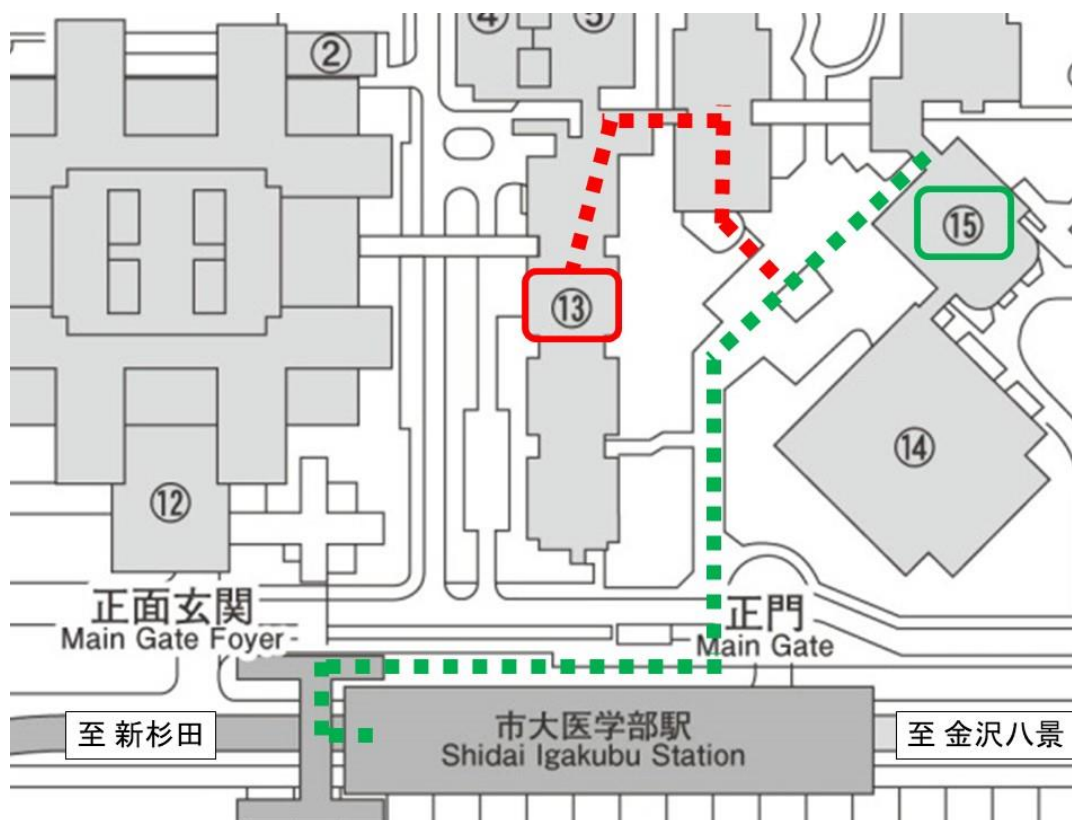 ④
⑤
②
⑮
⑬
⑭
⑫
正面玄関
Main Gate Foyer
正門
Main Gate
至 新杉田
市大医学部駅
Shidai Igakubu Station
至 金沢八景